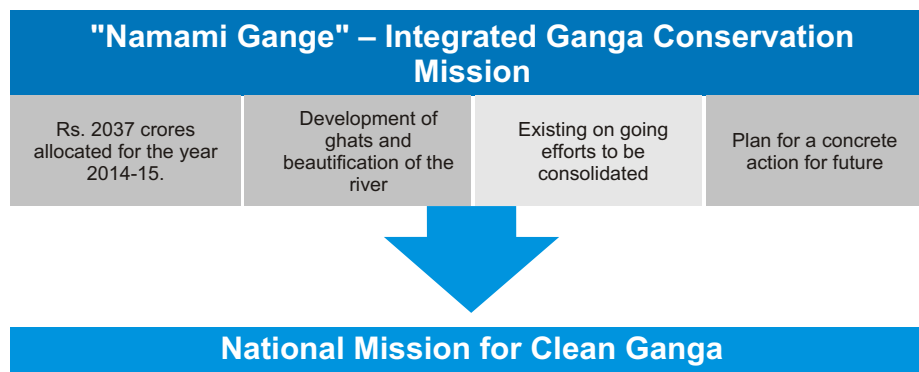 "Namami Gange" – Integrated Ganga Conservation
Mission
Rs. 2037 crores
allocated for the year
2014-15.
Development of
ghats and
beautification of the
river
Existing on going
efforts to be
consolidated
Plan for a concrete
action for future
National Mission for Clean Ganga